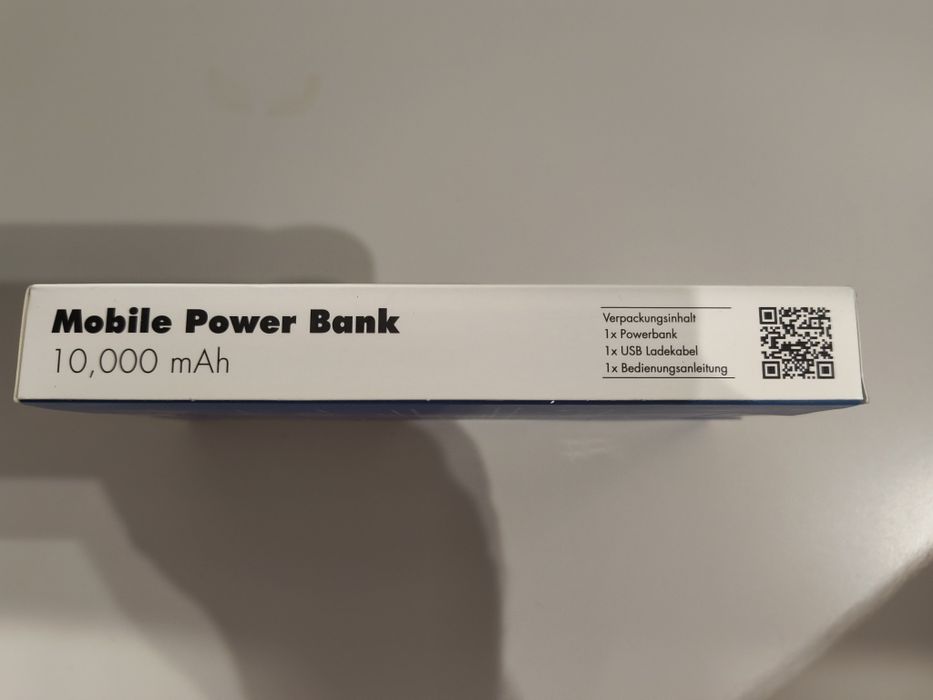 Mobile Power Bank
10,000 mAh
Verpackungsinhalt
1x Powerbank
1x USB Ladekabel
1x Bedienungsanleitung